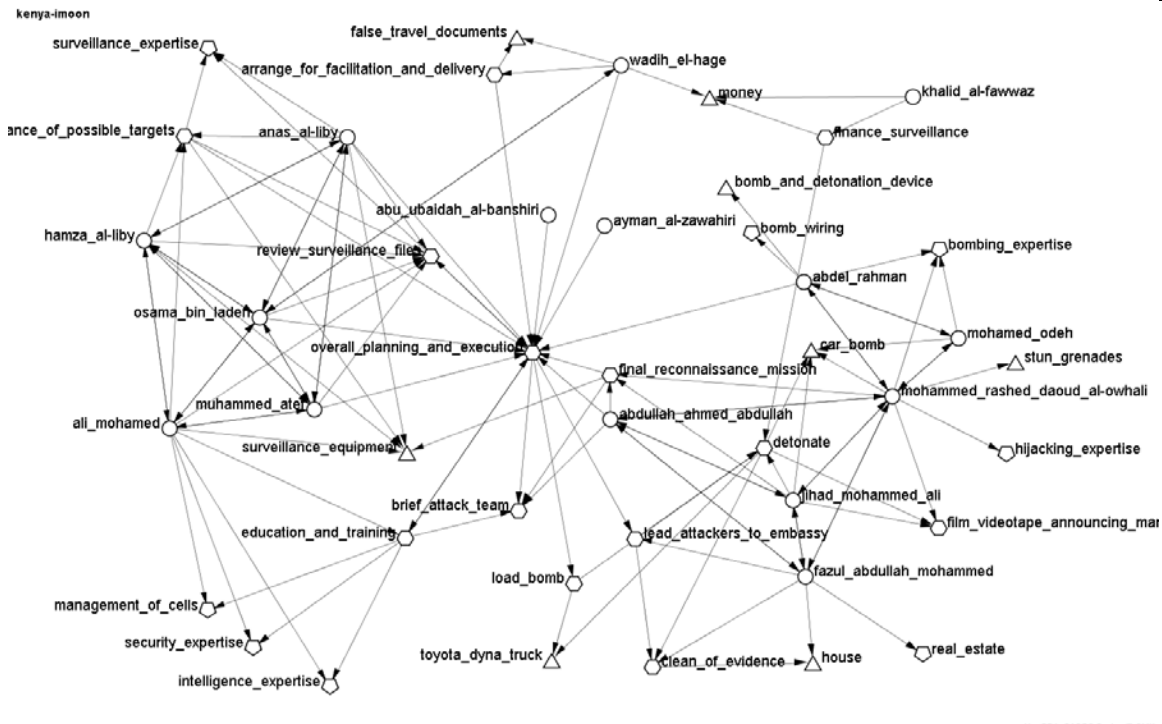 kenya-imoon
false_travel_documents
surveillance_expertise
wadih_el-hage
arrange_for_facilitation_and_delivery
money
khalid_al-fawwaz
ance_of_possible_targets
anas_al-liby
finance_surveillance
bomb_and_detonation_device
abu_ubaidah_al-banshiri
ayman_al-zawahiri
bomb_wiring
hamza_al-liby
review_surveillance_files
bombing_expertise
abdel_rahman
osama_bin_laden
mohamed_odeh
overall_planning_and_execution
car_bomb
stun_grenades
final_reconnaissance_mission
mohammed_rashed_daoud_al-owhali
muhammed_atef
abdullah_ahmed_abdullah
ali_mohamed
surveillance_equipment
detonate
hijacking_expertise
jihad_mohammed_ali
brief_attack_team
film_videotape_announcing_mar
education_and_training
lead_attackers_to_embassy
load_bomb
fazul_abdullah_mohammed
management_of_cells
security_expertise
real_estate
toyota_dyna_truck
clean_of_evidence
house
intelligence_expertise